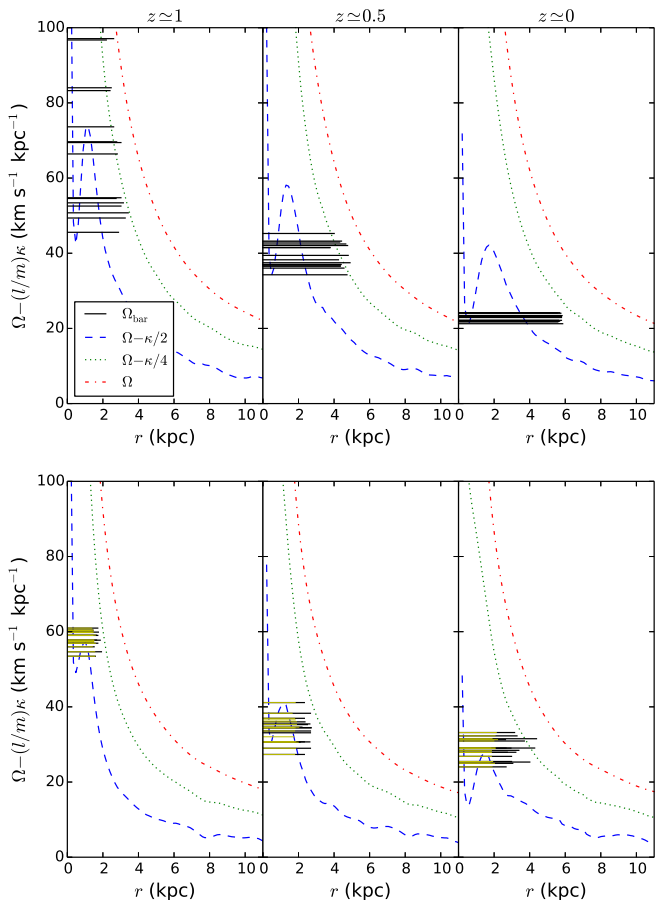 z≃1 z≃0.5 z≃0
100
80
60
40
20
0
Ω−(l/m)κ (km s⁻¹ kpc⁻¹)
Ω_bar
Ω−κ/2
Ω−κ/4
Ω
0 2 4 6 8 10 0 2 4 6 8 10 0 2 4 6 8 10
r (kpc) r (kpc) r (kpc)
100
80
60
40
20
0
Ω−(l/m)κ (km s⁻¹ kpc⁻¹)
0 2 4 6 8 10 0 2 4 6 8 10 0 2 4 6 8 10
r (kpc) r (kpc) r (kpc)